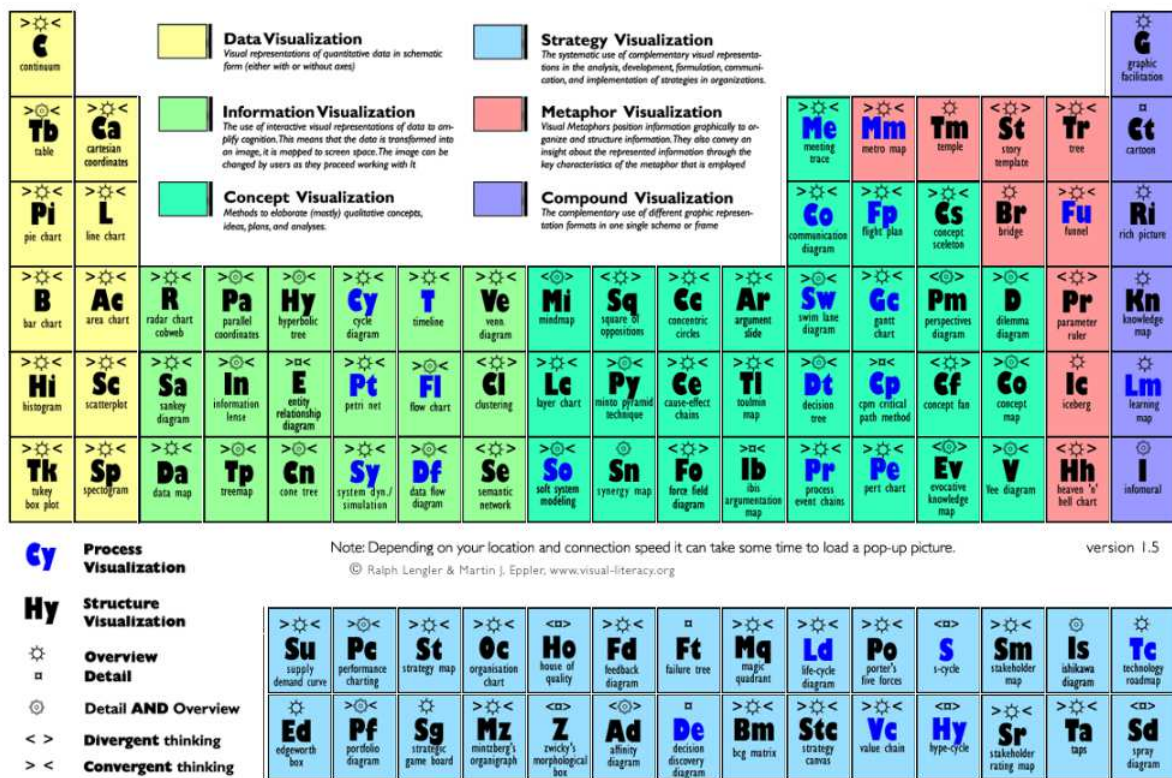 C
continuum
Data Visualization
Visual representations of quantitative data in schematic
form (either with or without axes)
Strategy Visualization
The systematic use of complementary visual representa-
tions in the analysis, development, formulation, communi-
cation, and implementation of strategies in organizations.
G
graphic
facilitation
Tb
table
Ca
cartesian
coordinates
Information Visualization
The use of interactive visual representations of data to am-
plify cognition. This means that the data is transformed into
an image, it is mapped to screen space. The image can be
changed by users as they proceed working with it
Metaphor Visualization
Visual Metaphors position information graphically to or-
ganize and structure information. They also convey an
insight about the represented information through the
key characteristics of the metaphor that is employed
Me
meeting
trace
Mm
metro map
Tm
temple
St
story
template
Tr
tree
Ct
cartoon
Pi
pie chart
L
line chart
Concept Visualization
Methods to elaborate (mostly) qualitative concepts,
ideas, plans, and analyses.
Compound Visualization
The complementary use of different graphic represen-
tation formats in one single schema or frame
Co
communication
diagram
Fp
flight plan
Cs
concept
sceleton
Br
bridge
Fu
funnel
Ri
rich picture
B
bar chart
Ac
area chart
R
radar chart
cobweb
Pa
parallel
coordinates
Hy
hyperbolic
tree
Cy
cycle
diagram
T
timeline
Ve
venn
diagram
Mi
mindmap
Sq
square of
oppositions
Cc
concentric
circles
Ar
argument
slide
Sw
swim lane
diagram
Gc
gantt
chart
Pm
perspectives
diagram
D
dilemma
diagram
Pr
parameter
ruler
Kn
knowledge
map
Hi
histogram
Sc
scatterplot
Sa
sankey
diagram
In
information
lense
E
entity
relationship
diagram
Pt
petri net
Fl
flow chart
Cl
clustering
Lc
layer chart
Py
minto pyramid
technique
Ce
cause-effect
chains
Tl
toulmin
map
Dt
decision
tree
Cp
cpm critical
path method
Cf
concept fan
Co
concept
map
Ic
iceberg
Lm
learning
map
Tk
tukey
box plot
Sp
spectogram
Da
data map
Tp
treemap
Cn
cone tree
Sy
system dyn./
simulation
Df
data flow
diagram
Se
semantic
network
So
soft system
modeling
Sn
synergy map
Fo
force field
diagram
Ib
ibis
argumentation
map
Pr
process
event chains
Pe
pert chart
Ev
evocative
knowledge
map
V
Vee diagram
Hh
heaven 'n'
hell chart
I
infomural
Cy Process
Visualization
Note: Depending on your location and connection speed it can take some time to load a pop-up picture.
version 1.5
© Ralph Lengler & Martin J. Eppler, www.visual-literacy.org
Hy Structure
Visualization
Overview
Detail
Detail AND Overview
< > Divergent thinking
> < Convergent thinking
Su
supply
demand curve
Pc
performance
charting
St
strategy map
Oc
organisation
chart
Ho
house of
quality
Fd
feedback
diagram
Ft
failure tree
Mq
magic
quadrant
Ld
life-cycle
diagram
Po
porter's
five forces
S
s-cycle
Sm
stakeholder
map
Is
ishikawa
diagram
Tc
technology
roadmap
Ed
edgeworth
box
Pf
portfolio
diagram
Sg
strategic
game board
Mz
mintzberg's
organigraph
Z
zwicky's
morphological
box
Ad
affinity
diagram
De
decision
discovery
diagram
Bm
bcg matrix
Stc
strategy
canvas
Vc
value chain
Hy
hype-cycle
Sr
stakeholder
rating map
Ta
taps
Sd
spray
diagram